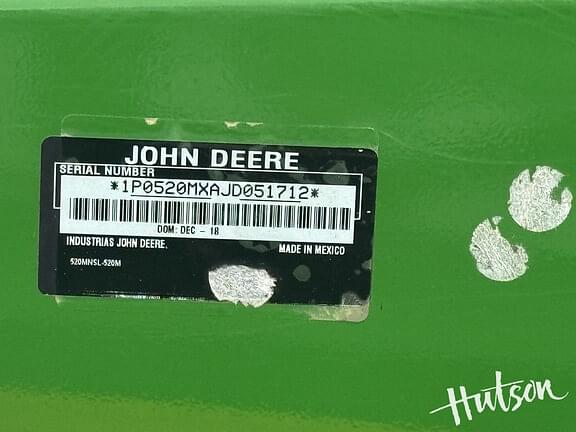 JOHN DEERE
SERIAL NUMBER
*1P0520MXAJD051712*
DOM: DEC - 18
INDUSTRIAS JOHN DEERE. MADE IN MEXICO
520MNSL-520M
Hutson